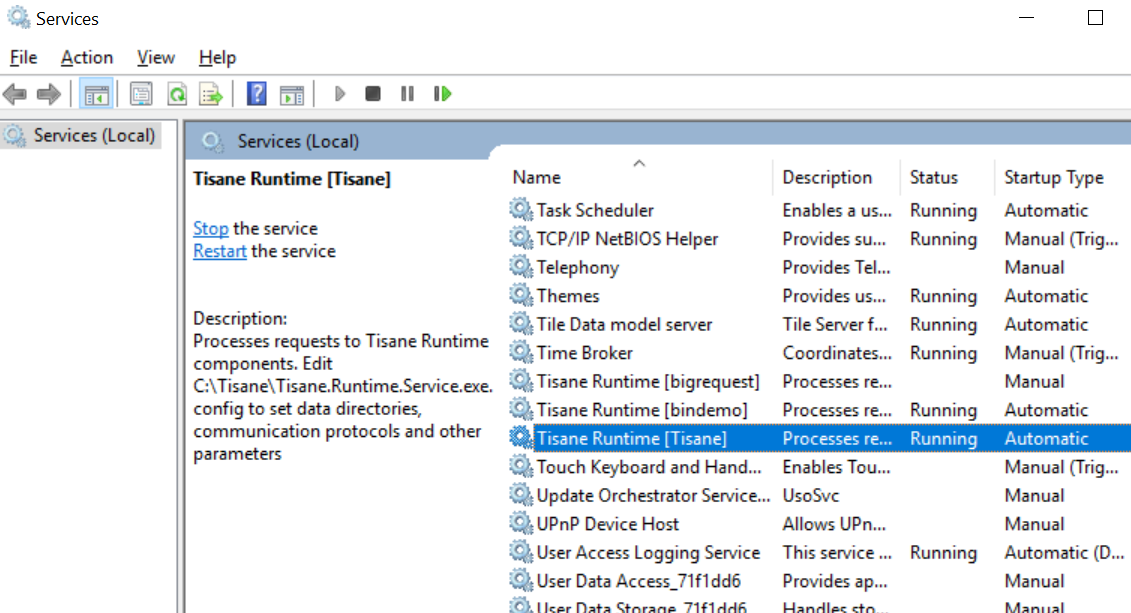 Services
File Action View Help
Services (Local)
Services (Local)
Tisane Runtime [Tisane]
Stop the service
Restart the service
Description:
Processes requests to Tisane Runtime
components. Edit
C:\Tisane\Tisane.Runtime.Service.exe.
config to set data directories,
communication protocols and other
parameters
Name Description Status Startup Type
Task Scheduler Enables a us... Running Automatic
TCP/IP NetBIOS Helper Provides su... Running Manual (Trig...
Telephony Provides Tel... Manual
Themes Provides us... Running Automatic
Tile Data model server Tile Server f... Running Automatic
Time Broker Coordinates... Running Manual (Trig...
Tisane Runtime [bigrequest] Processes re... Manual
Tisane Runtime [bindemo] Processes re... Running Automatic
Tisane Runtime [Tisane] Processes re... Running Automatic
Touch Keyboard and Hand... Enables Tou... Manual (Trig...
Update Orchestrator Service... UsoSvc Manual
UPnP Device Host Allows UPn... Manual
User Access Logging Service This service ... Running Automatic (D...
User Data Access_71f1dd6 Provides ap... Manual
User Data Storage_71f1dd6 Handles sto... Manual